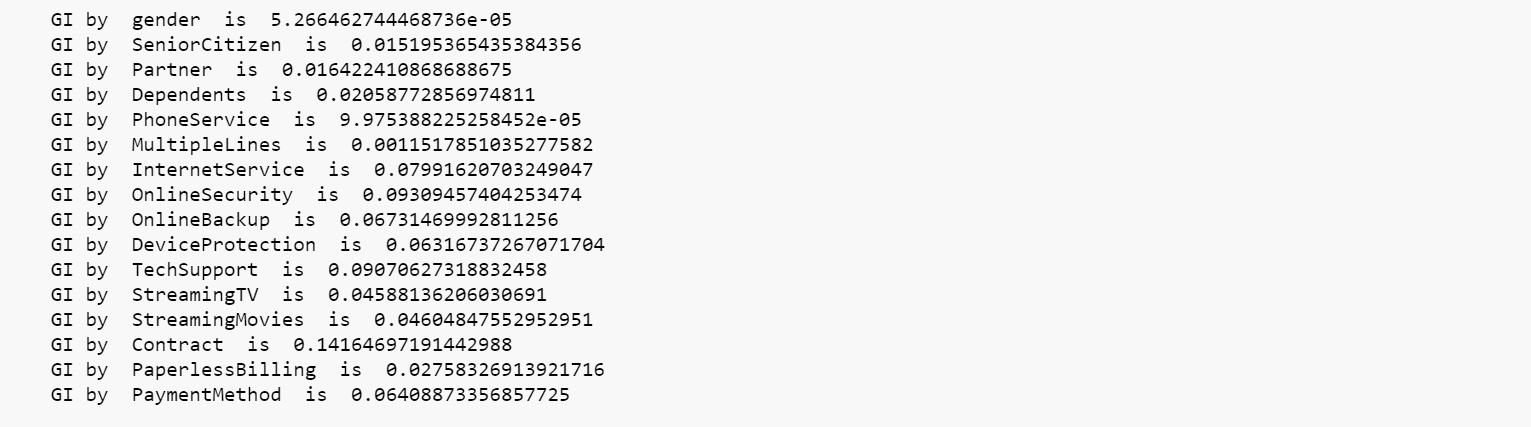 GI by  gender  is  5.266462744468736e-05
GI by  SeniorCitizen  is  0.015195365435384356
GI by  Partner  is  0.016422410868688675
GI by  Dependents  is  0.02058772856974811
GI by  PhoneService  is  9.975388225258452e-05
GI by  MultipleLines  is  0.0011517851035277582
GI by  InternetService  is  0.07991620703249047
GI by  OnlineSecurity  is  0.09309457404253474
GI by  OnlineBackup  is  0.06731469992811256
GI by  DeviceProtection  is  0.06316737267071704
GI by  TechSupport  is  0.09070627318832458
GI by  StreamingTV  is  0.04588136206030691
GI by  StreamingMovies  is  0.04604847552952951
GI by  Contract  is  0.14164697191442988
GI by  PaperlessBilling  is  0.02758326913921716
GI by  PaymentMethod  is  0.06408873356857725